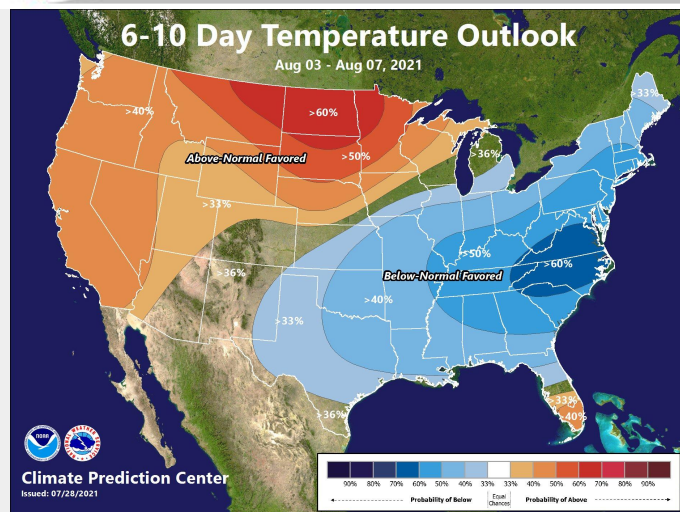 6-10 Day Temperature Outlook
Aug 03 - Aug 07, 2021
>33%
>40%
>60%
Above-Normal Favored
>50%
>36%
>33%
>36%
>50%
>60%
Below-Normal Favored
>40%
>33%
>33%
>40%
>36%
NOAA
Climate Prediction Center
Issued: 07/28/2021
90% 80% 70% 60% 50% 40% 33% 33% 40% 50% 60% 70% 80% 90%
Probability of Below
Equal
Chances
Probability of Above